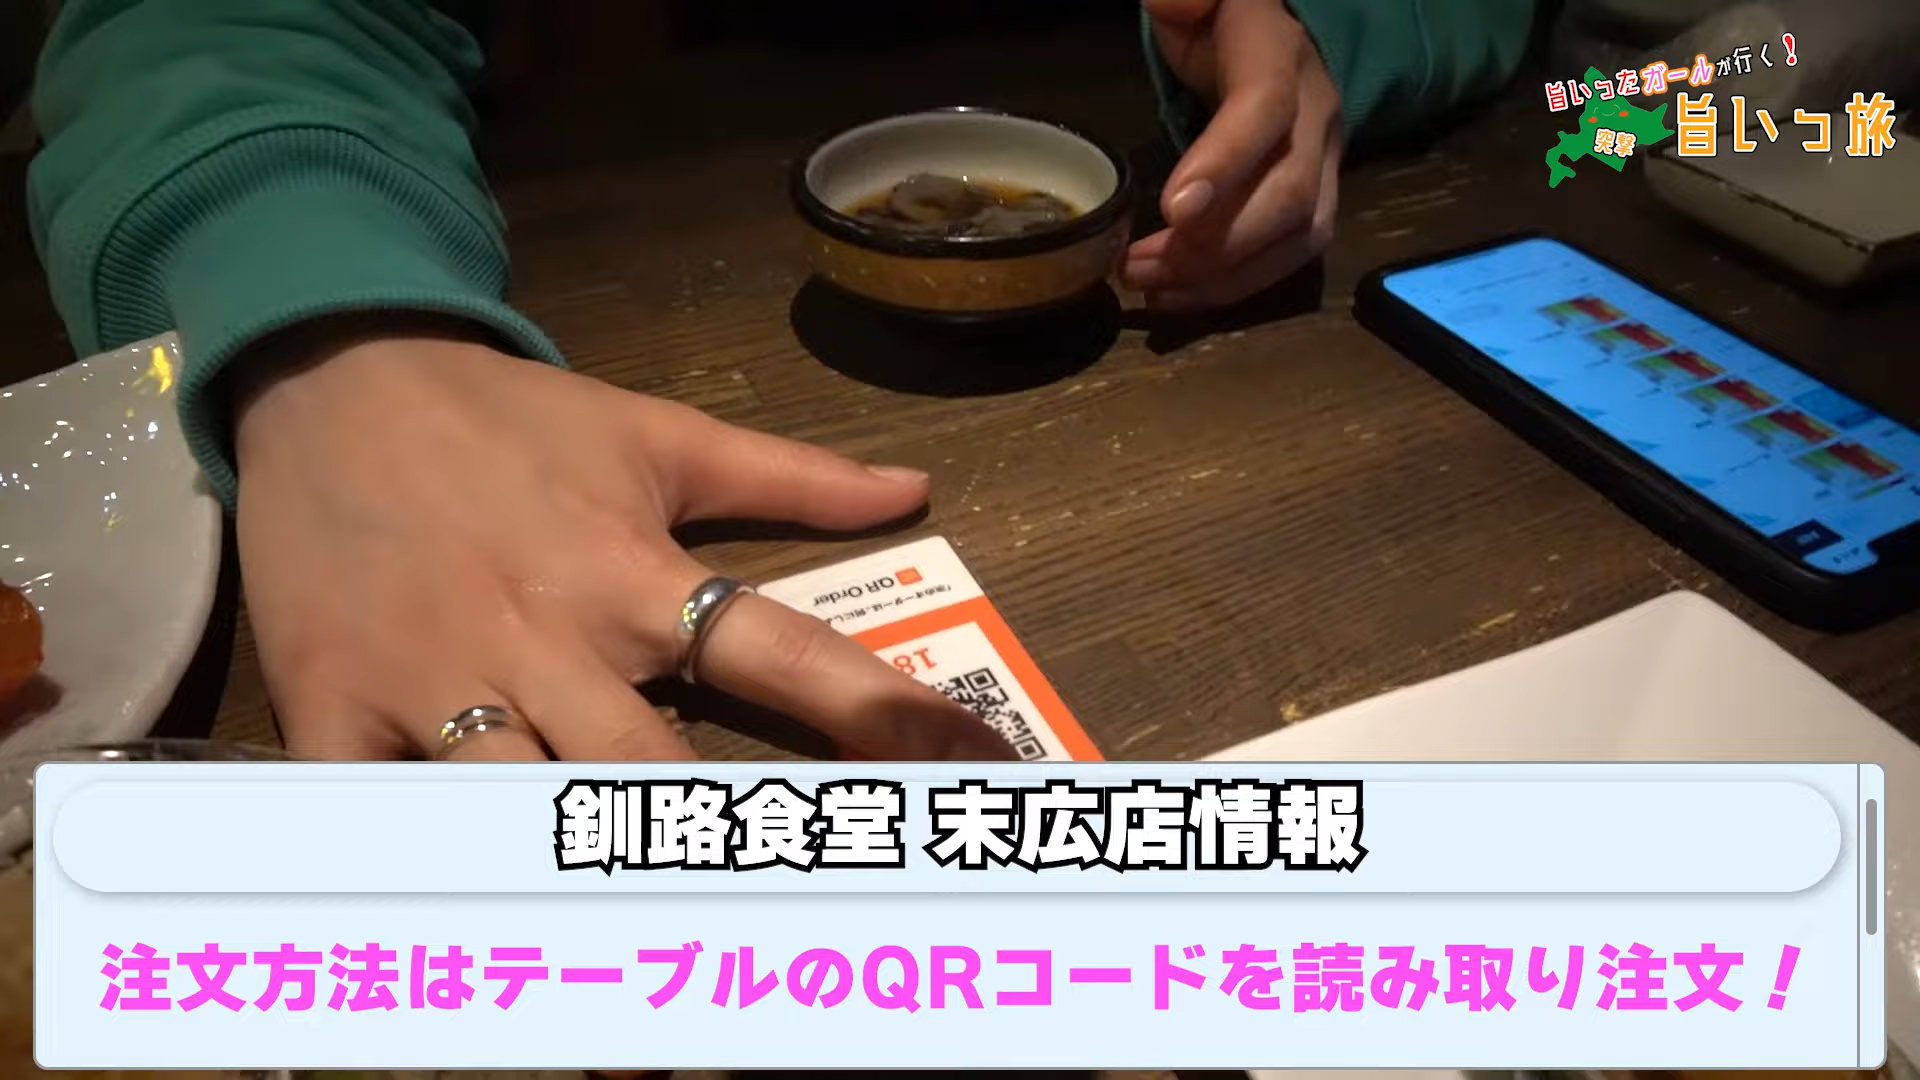 旨いったガールが行く!
突撃 旨いっ旅
QR Order
18
釧路食堂 末広店情報
注文方法はテーブルのQRコードを読み取り注文!